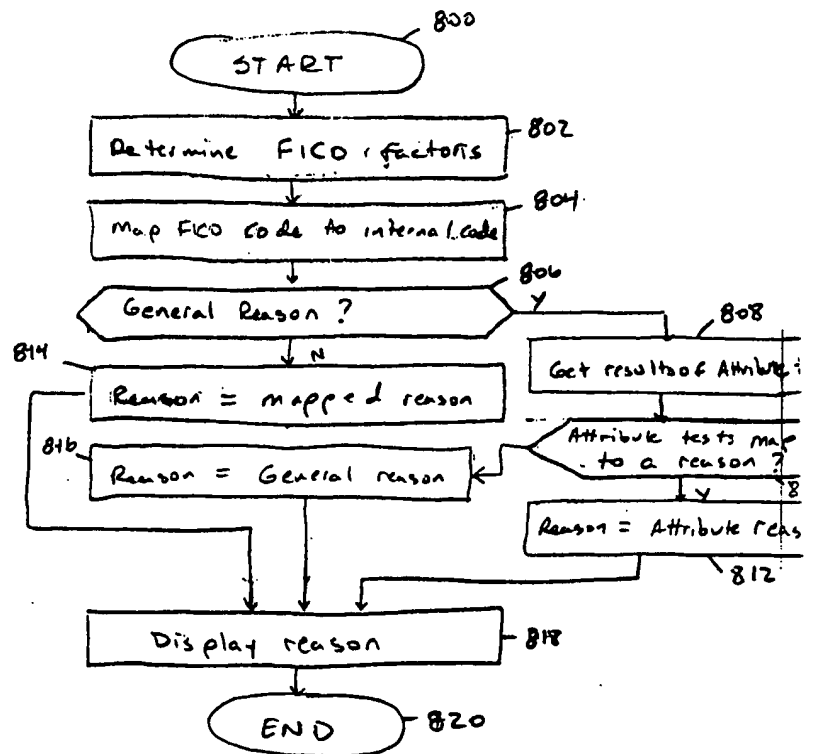 800
START
802
Determine FICO factors
804
Map FICO code to internal code
806
General Reason ?
Y
808
N
814
Get results of Attribute
Reason = mapped reason
Attribute tests map
to a reason ?
8
816
Reason = General reason
Y
Reason = Attribute reas
812
Display reason
818
END
820